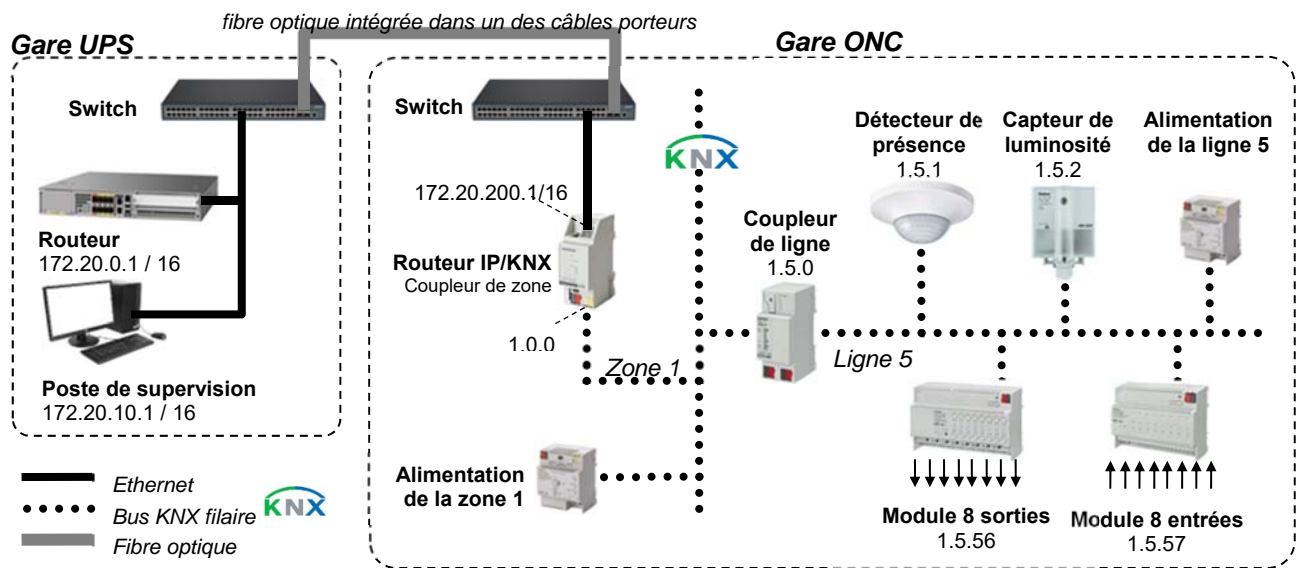 fibre optique intégrée dans un des câbles porteurs
Gare UPS
Gare ONC
Switch
Switch
Routeur
172.20.0.1 / 16
Poste de supervision
172.20.10.1 / 16
172.20.200.1/16
Routeur IP/KNX
Coupleur de zone
1.0.0
Zone 1
KNX
Alimentation
de la zone 1
Coupleur
de ligne
1.5.0
Ligne 5
Détecteur de
présence
1.5.1
Capteur de
luminosité
1.5.2
Alimentation
de la ligne 5
Module 8 sorties
1.5.56
Module 8 entrées
1.5.57
Ethernet
Bus KNX filaire
KNX
Fibre optique